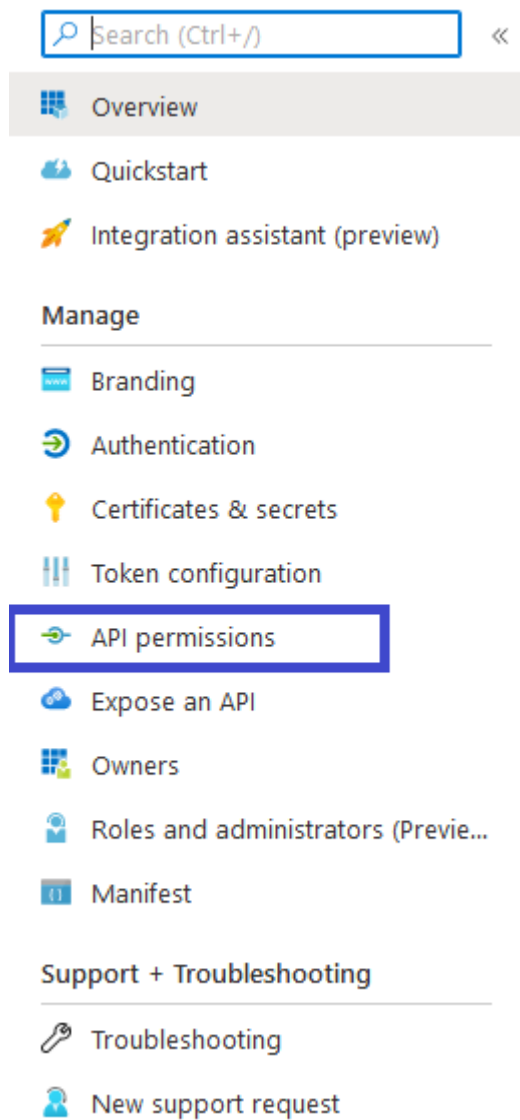 Search (Ctrl+/)
«
Overview
Quickstart
Integration assistant (preview)
Manage
Branding
Authentication
Certificates & secrets
Token configuration
API permissions
Expose an API
Owners
Roles and administrators (Previe...
Manifest
Support + Troubleshooting
Troubleshooting
New support request